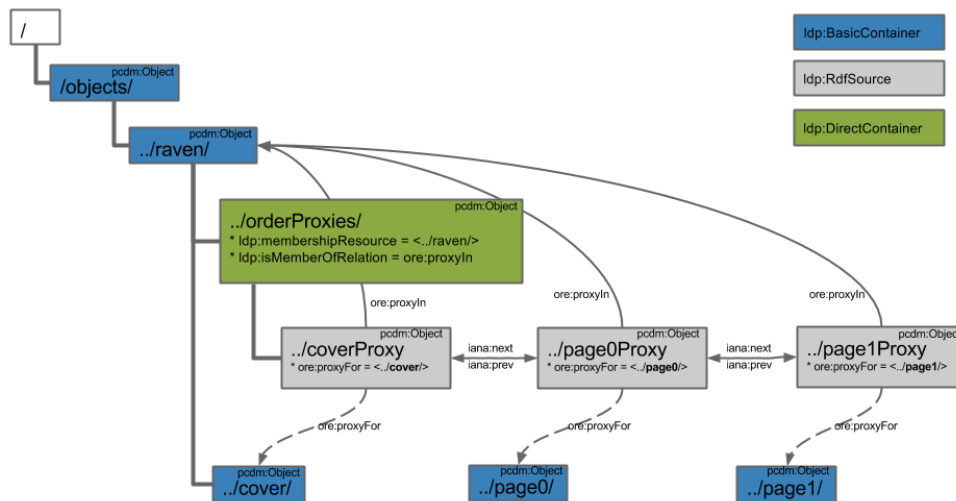 /
pcdm:Object
/objects/
pcdm:Object
../raven/
ldp:BasicContainer
ldp:RdfSource
ldp:DirectContainer
pcdm:Object
../orderProxies/
* ldp:membershipResource = <../raven/>
* ldp:isMemberOfRelation = ore:proxyIn
ore:proxyIn
ore:proxyIn
ore:proxyIn
pcdm:Object
../coverProxy
* ore:proxyFor = <../cover/>
iana:next
iana:prev
pcdm:Object
../page0Proxy
* ore:proxyFor = <../page0/>
iana:next
iana:prev
pcdm:Object
../page1Proxy
* ore:proxyFor = <../page1/>
ore:proxyFor
ore:proxyFor
ore:proxyFor
pcdm:Object
../cover/
pcdm:Object
../page0/
pcdm:Object
../page1/